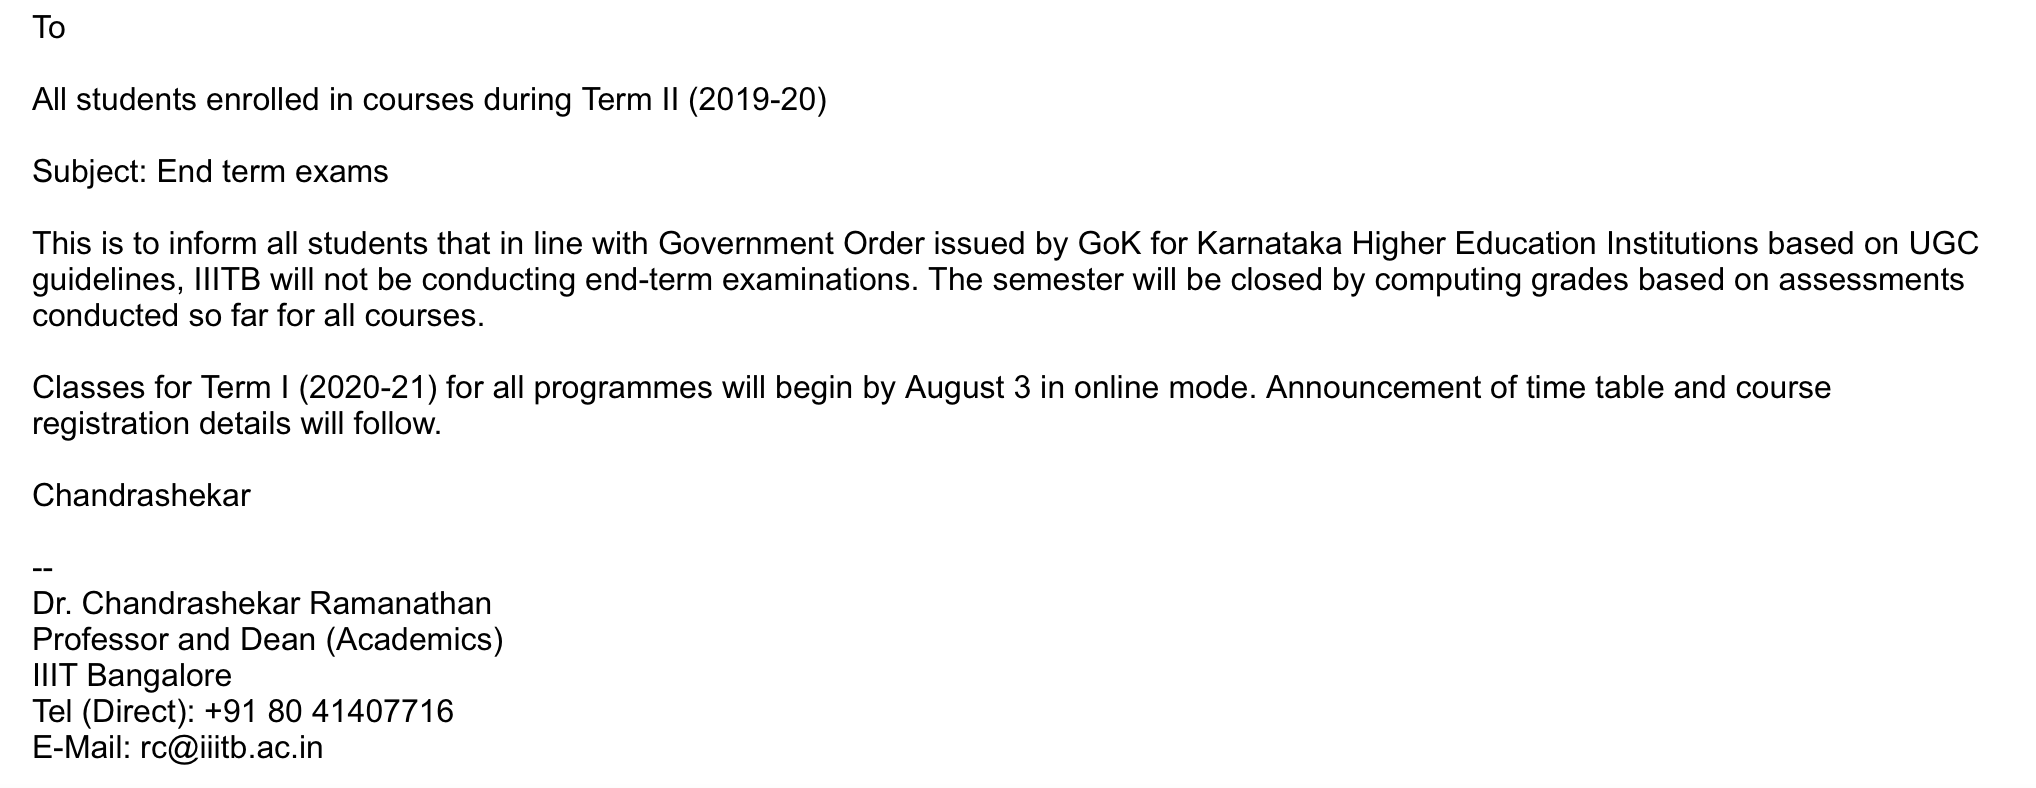 To
All students enrolled in courses during Term II (2019-20)
Subject: End term exams
This is to inform all students that in line with Government Order issued by GoK for Karnataka Higher Education Institutions based on UGC
guidelines, IIITB will not be conducting end-term examinations. The semester will be closed by computing grades based on assessments
conducted so far for all courses.
Classes for Term I (2020-21) for all programmes will begin by August 3 in online mode. Announcement of time table and course
registration details will follow.
Chandrashekar
--
Dr. Chandrashekar Ramanathan
Professor and Dean (Academics)
IIIT Bangalore
Tel (Direct): +91 80 41407716
E-Mail: rc@iiitb.ac.in